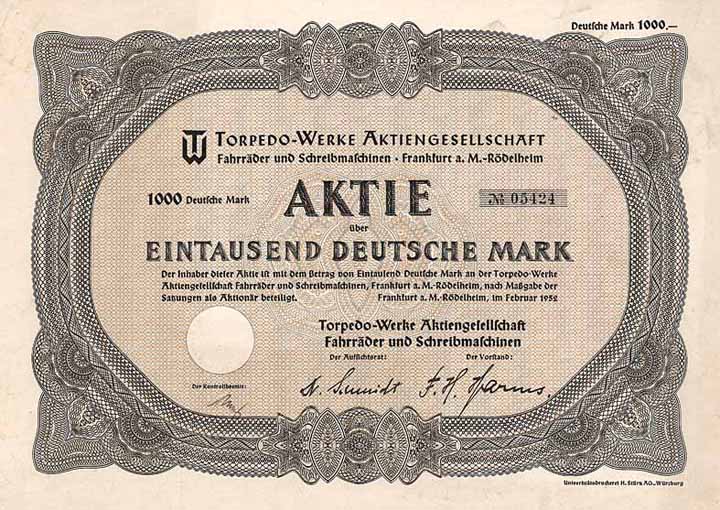 Deutsche Mark 1000.—
TW TORPEDO-WERKE AKTIENGESELLSCHAFT
Fahrräder und Schreibmaschinen · Frankfurt a. M.-Rödelheim
1000 Deutsche Mark AKTIE № 05424
über
EINTAUSEND DEUTSCHE MARK
Der Inhaber dieser Aktie ist mit dem Betrag von Eintausend Deutsche Mark an der Torpedo-Werke
Aktiengesellschaft Fahrräder und Schreibmaschinen, Frankfurt a. M.-Rödelheim, nach Maßgabe der
Satzungen als Aktionär beteiligt. Frankfurt a. M.-Rödelheim, im Februar 1952
Torpedo-Werke Aktiengesellschaft
Fahrräder und Schreibmaschinen
Der Aufsichtsrat: Der Vorstand:
Der Kontrollbeamte:
N. Schmidt F. H. Harms
Universitätsdruckerei H. Stürtz AG., Würzburg